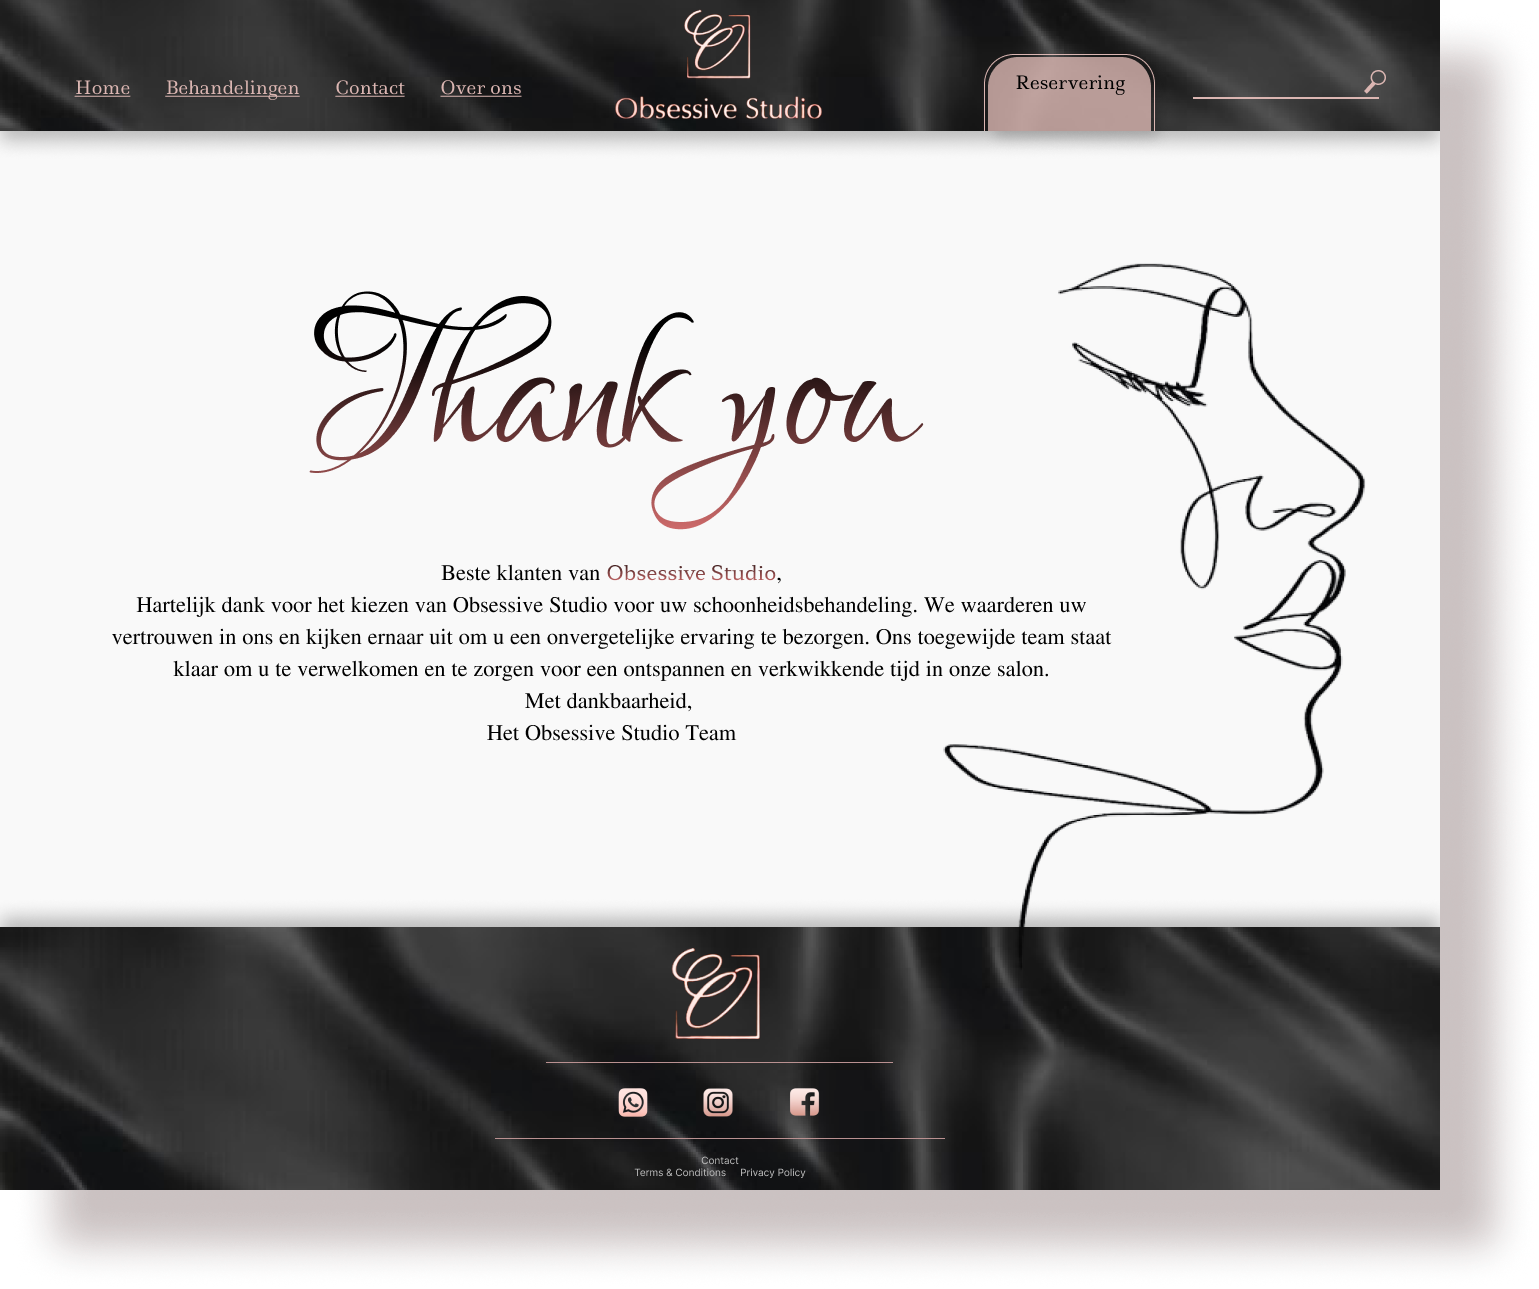 Home Behandelingen Contact Over ons
Obsessive Studio
Reservering
Thank you
Beste klanten van Obsessive Studio,
Hartelijk dank voor het kiezen van Obsessive Studio voor uw schoonheidsbehandeling. We waarderen uw
vertrouwen in ons en kijken ernaar uit om u een onvergetelijke ervaring te bezorgen. Ons toegewijde team staat
klaar om u te verwelkomen en te zorgen voor een ontspannen en verkwikkende tijd in onze salon.
Met dankbaarheid,
Het Obsessive Studio Team
Contact
Terms & Conditions Privacy Policy